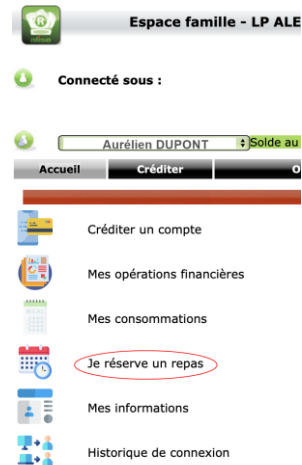 Espace famille - LP ALE
Connecté sous :
Aurélien DUPONT
Solde au
Accueil
Créditer
O
Créditer un compte
Mes opérations financières
Mes consommations
Je réserve un repas
Mes informations
Historique de connexion